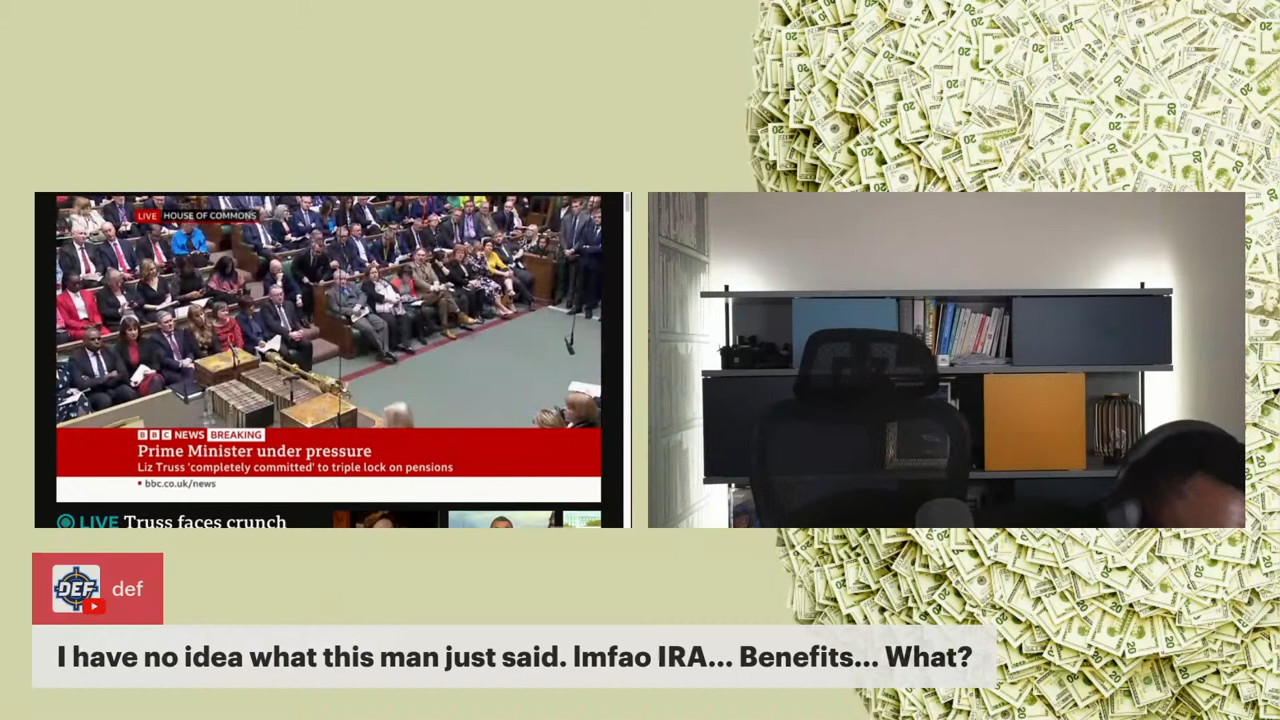 LIVE HOUSE OF COMMONS
BBC NEWS BREAKING
Prime Minister under pressure
Liz Truss 'completely committed' to triple lock on pensions
bbc.co.uk/news
LIVE Truss faces crunch
DEF def
I have no idea what this man just said. lmfao IRA... Benefits... What?